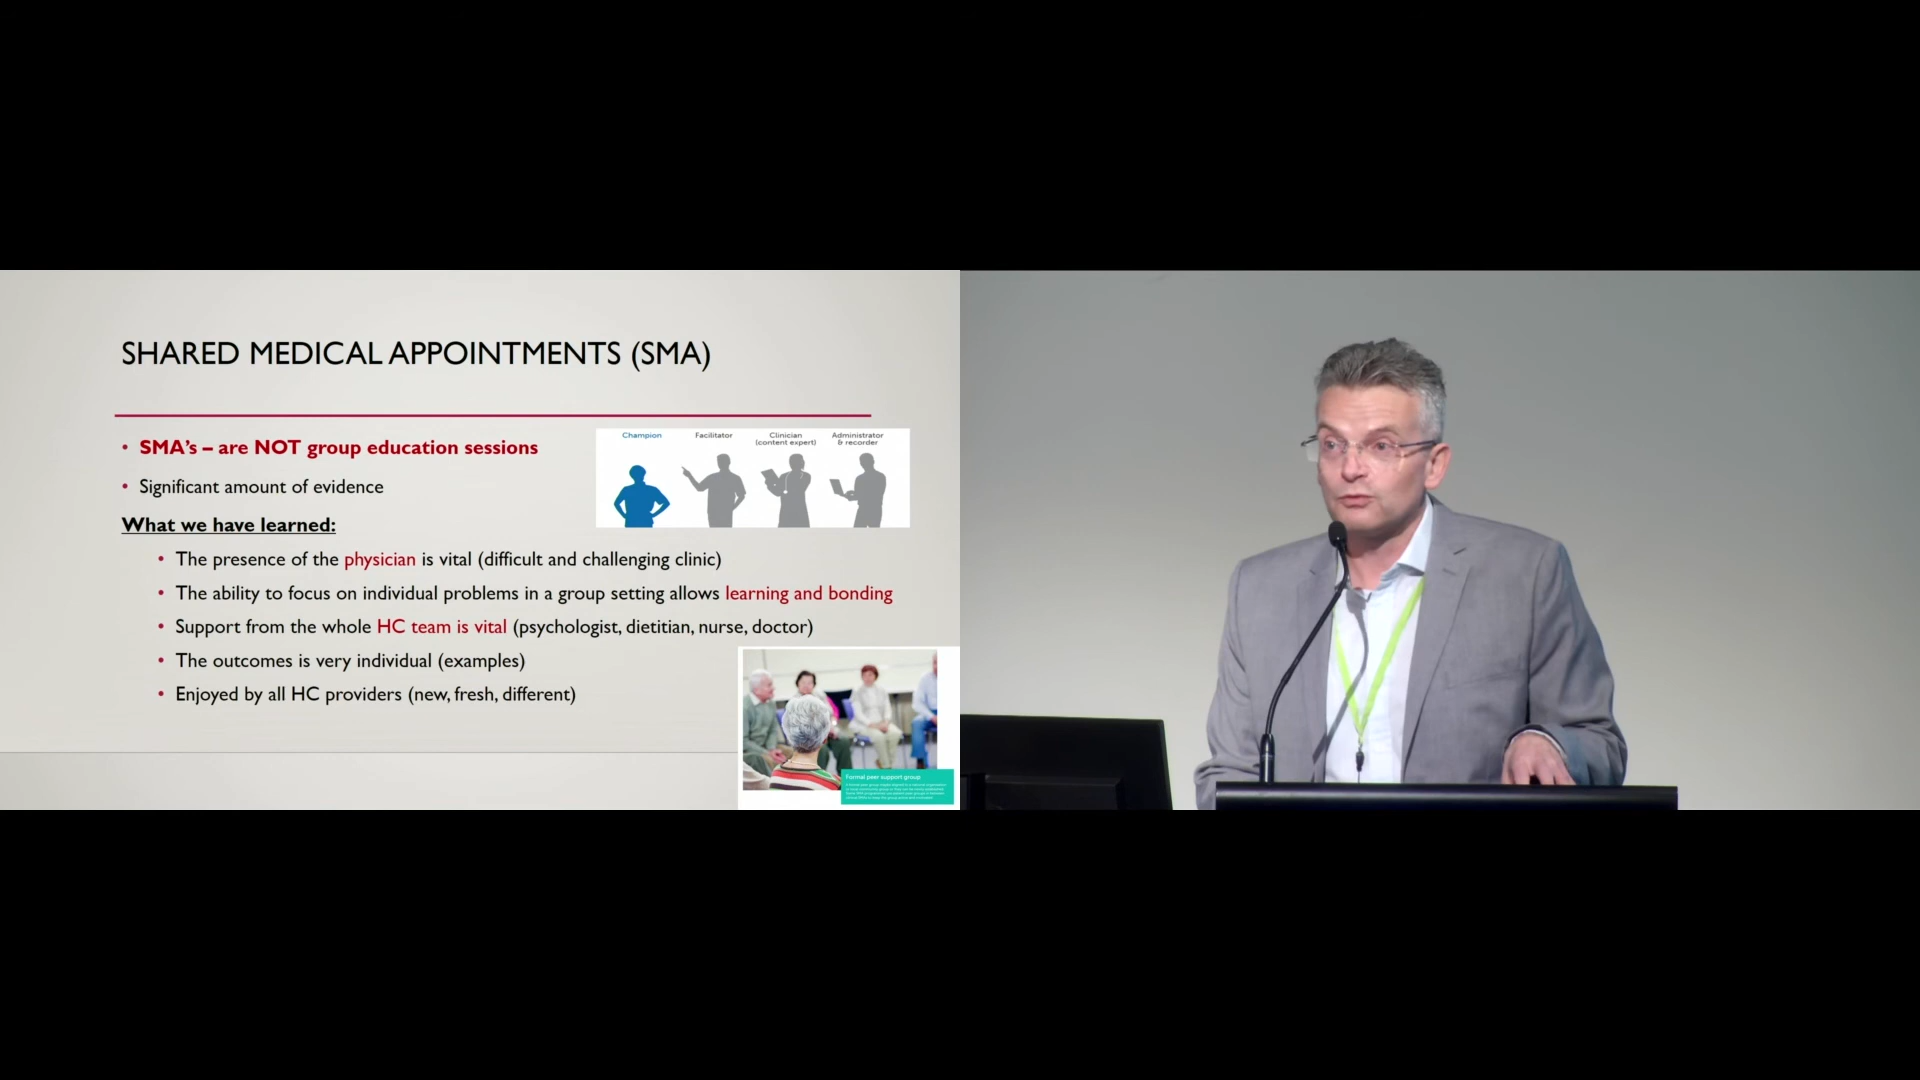 SHARED MEDICAL APPOINTMENTS (SMA)
• SMA's – are NOT group education sessions
• Significant amount of evidence
Champion
Facilitator
Clinician
(content expert)
Administrator
& recorder
What we have learned:
• The presence of the physician is vital (difficult and challenging clinic)
• The ability to focus on individual problems in a group setting allows learning and bonding
• Support from the whole HC team is vital (psychologist, dietitian, nurse, doctor)
• The outcomes is very individual (examples)
• Enjoyed by all HC providers (new, fresh, different)
Formal peer support group